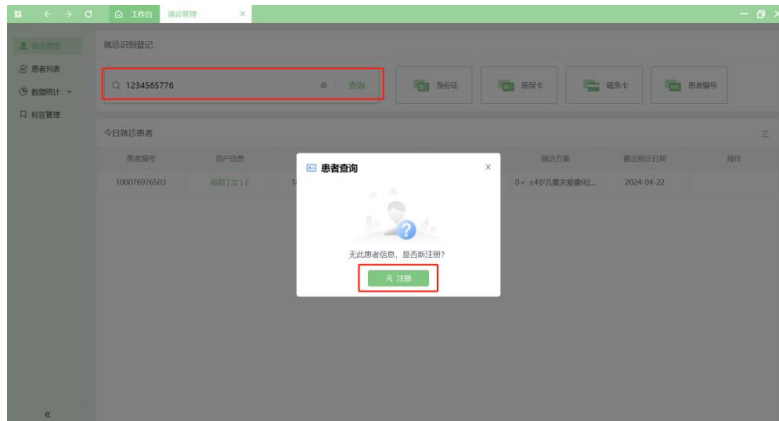 工作台 就诊管理
就诊管理
患者列表
数据统计
标签管理
就诊识别登记
1234565776 查询
身份证 医保卡 磁条卡 患者编号
今日就诊患者
患者编号 用户信息 随访方案 最近就诊日期 操作
100076976503 2024-04-22
患者查询
无此患者信息，是否新注册?
注册